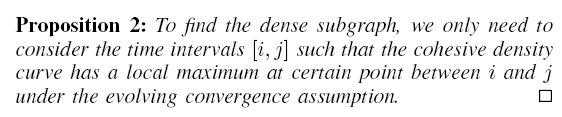 Proposition 2: To find the dense subgraph, we only need to
consider the time intervals [i, j] such that the cohesive density
curve has a local maximum at certain point between i and j
under the evolving convergence assumption. □